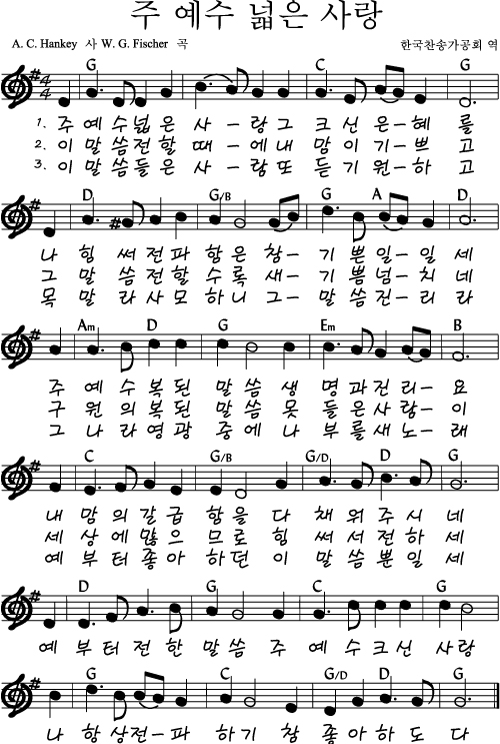 주 예수 넓은 사랑
A. C. Hankey 사 W. G. Fischer 곡 한국찬송가공회 역
G C G
1. 주 예 수 넓 은 사 - 랑 그 크 신 은 - 혜 를
2. 이 말 씀 전 할 때 - 에 내 맘 이 기 - 쁘 고
3. 이 말 씀 들 은 사 - 랑 또 듣 기 원 - 하 고
D G/B G A D
나 힘 써 전 파 함 은 참 - 기 쁨 일 - 일 세
그 말 씀 전 할 수 록 새 - 기 쁨 넘 - 치 네
목 말 라 사 모 하 니 그 - 말 씀 진 - 리 라
Am D G Em B
주 예 수 복 된 말 씀 생 명 과 진 리 - 요
구 원 의 복 된 말 씀 못 들 은 사 람 - 이
그 나 라 영 광 중 에 나 부 를 새 노 - 래
C G/B G/D D G
내 맘 의 갈 급 함 을 다 채 워 주 시 네
세 상 에 많 으 므 로 힘 써 서 전 하 세
예 부 터 좋 아 하 던 이 말 씀 뿐 일 세
D G C G
예 부 터 전 한 말 씀 주 예 수 크 신 사 랑
G C G G/D D G
나 항 상 전 - 파 하 기 참 좋 아 하 도 다